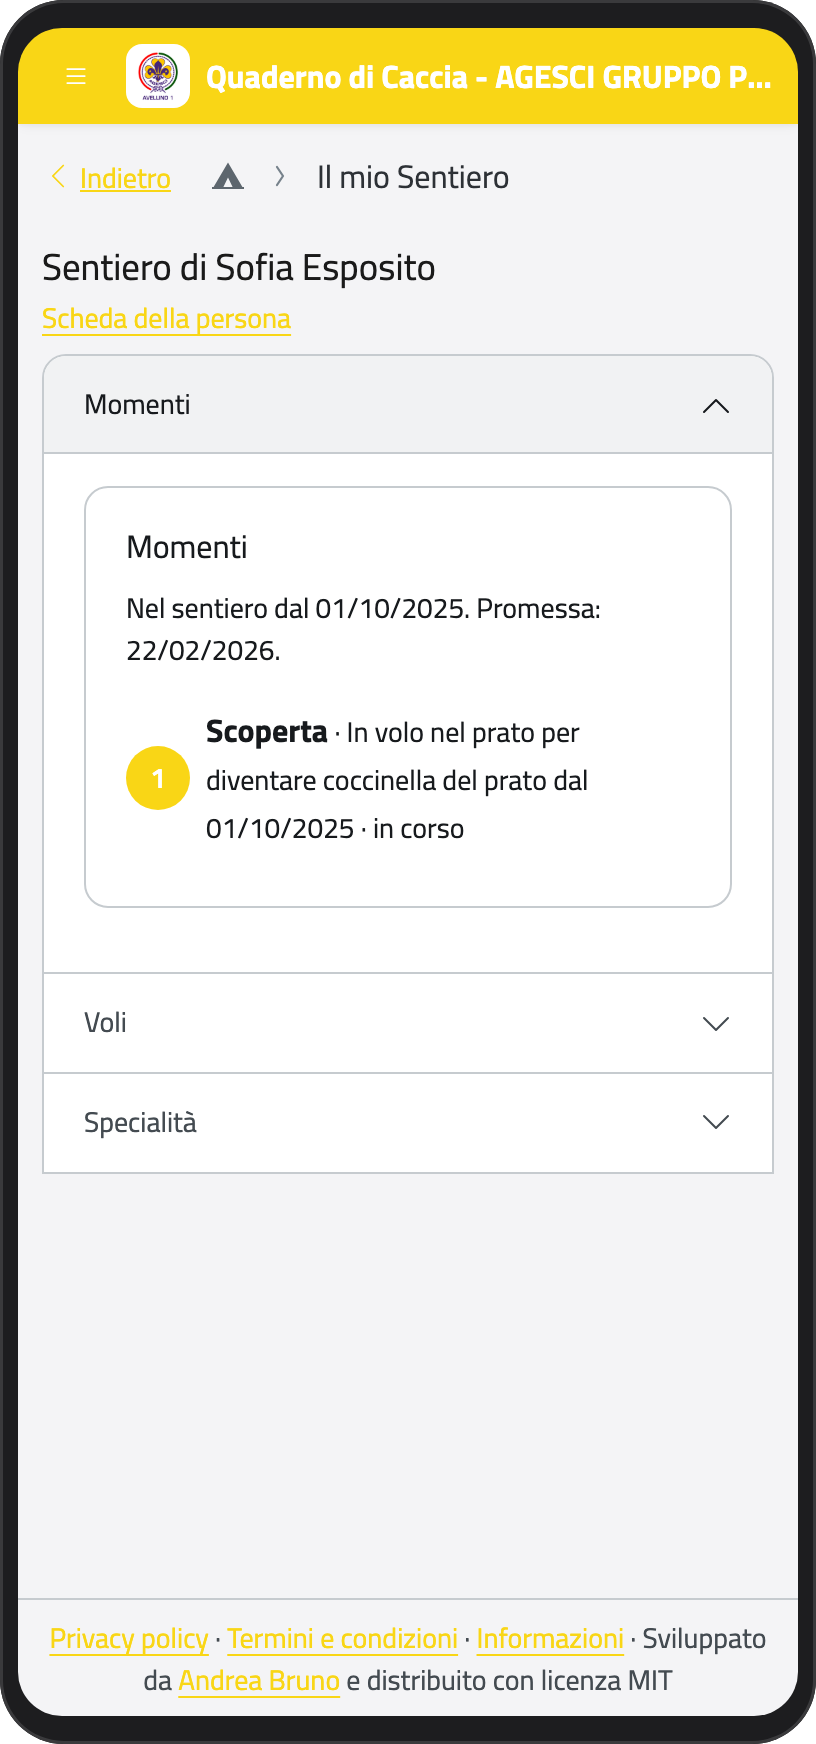 AVELLINO 1
Quaderno di Caccia - AGESCI GRUPPO P...
Indietro
Il mio Sentiero
Sentiero di Sofia Esposito
Scheda della persona
Momenti
Momenti
Nel sentiero dal 01/10/2025. Promessa:
22/02/2026.
1
Scoperta · In volo nel prato per
diventare coccinella del prato dal
01/10/2025 · in corso
Voli
Specialità
Privacy policy · Termini e condizioni · Informazioni · Sviluppato
da Andrea Bruno e distribuito con licenza MIT